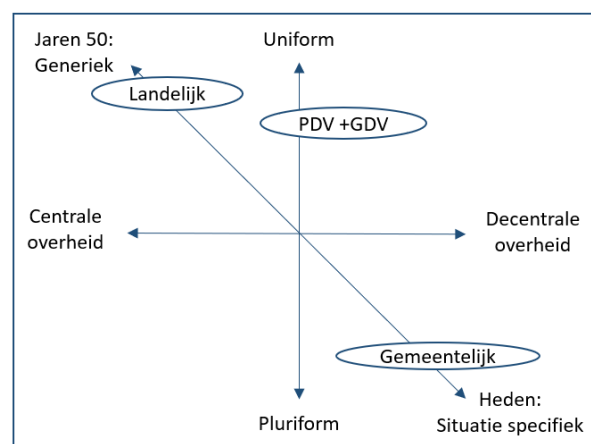 Jaren 50:
Generiek
Uniform
Landelijk
PDV +GDV
Centrale
overheid
Decentrale
overheid
Gemeentelijk
Pluriform
Heden:
Situatie specifiek